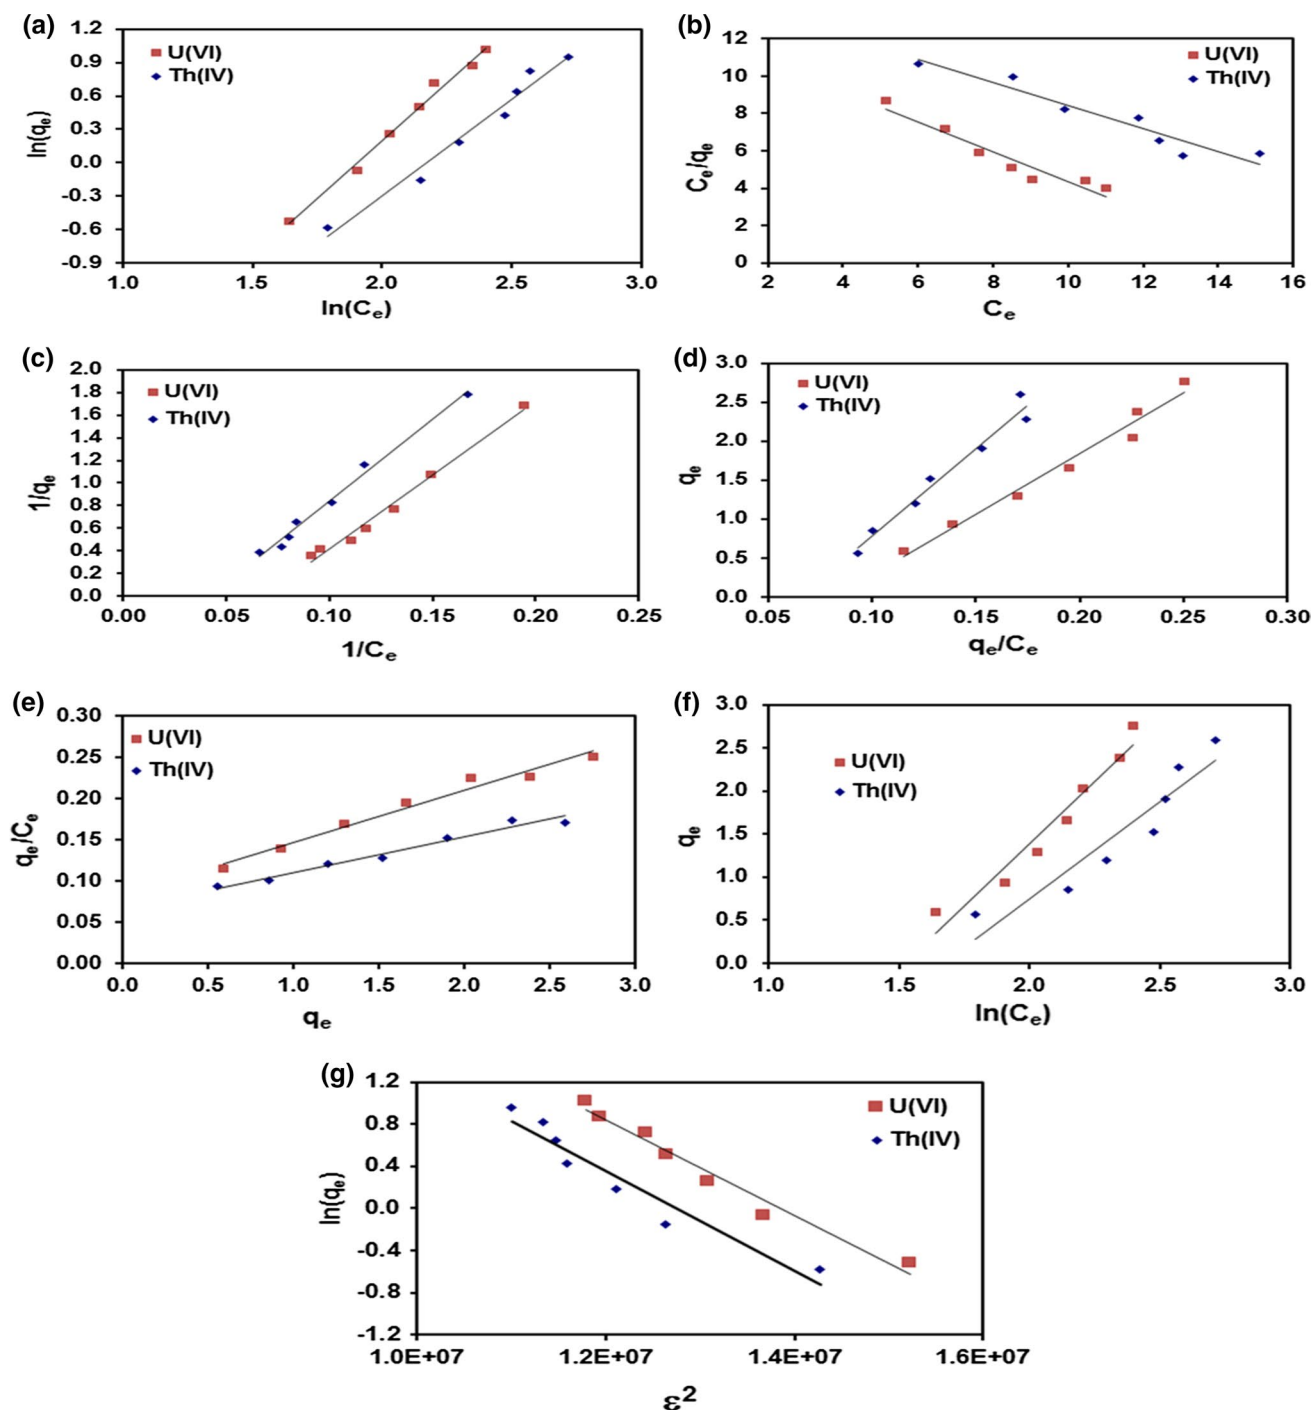 (a)
1.2
0.9
0.6
0.3
0.0
-0.3
-0.6
-0.9
ln(qe)
U(VI)
Th(IV)
1.0 1.5 2.0 2.5 3.0
ln(Ce)
(b)
12
10
8
6
4
2
0
Ce/qe
U(VI)
Th(IV)
2 4 6 8 10 12 14 16
Ce
(c)
2.0
1.8
1.6
1.4
1.2
1.0
0.8
0.6
0.4
0.2
0.0
1/qe
U(VI)
Th(IV)
0.00 0.05 0.10 0.15 0.20 0.25
1/Ce
(d)
3.0
2.5
2.0
1.5
1.0
0.5
0.0
qe
U(VI)
Th(IV)
0.05 0.10 0.15 0.20 0.25 0.30
qe/Ce
(e)
0.30
0.25
0.20
0.15
0.10
0.05
0.00
qe/Ce
U(VI)
Th(IV)
0.0 0.5 1.0 1.5 2.0 2.5 3.0
qe
(f)
3.0
2.5
2.0
1.5
1.0
0.5
0.0
qe
U(VI)
Th(IV)
1.0 1.5 2.0 2.5 3.0
ln(Ce)
(g)
1.2
0.8
0.4
0.0
-0.4
-0.8
-1.2
ln(qe)
U(VI)
Th(IV)
1.0E+07 1.2E+07 1.4E+07 1.6E+07
ε²